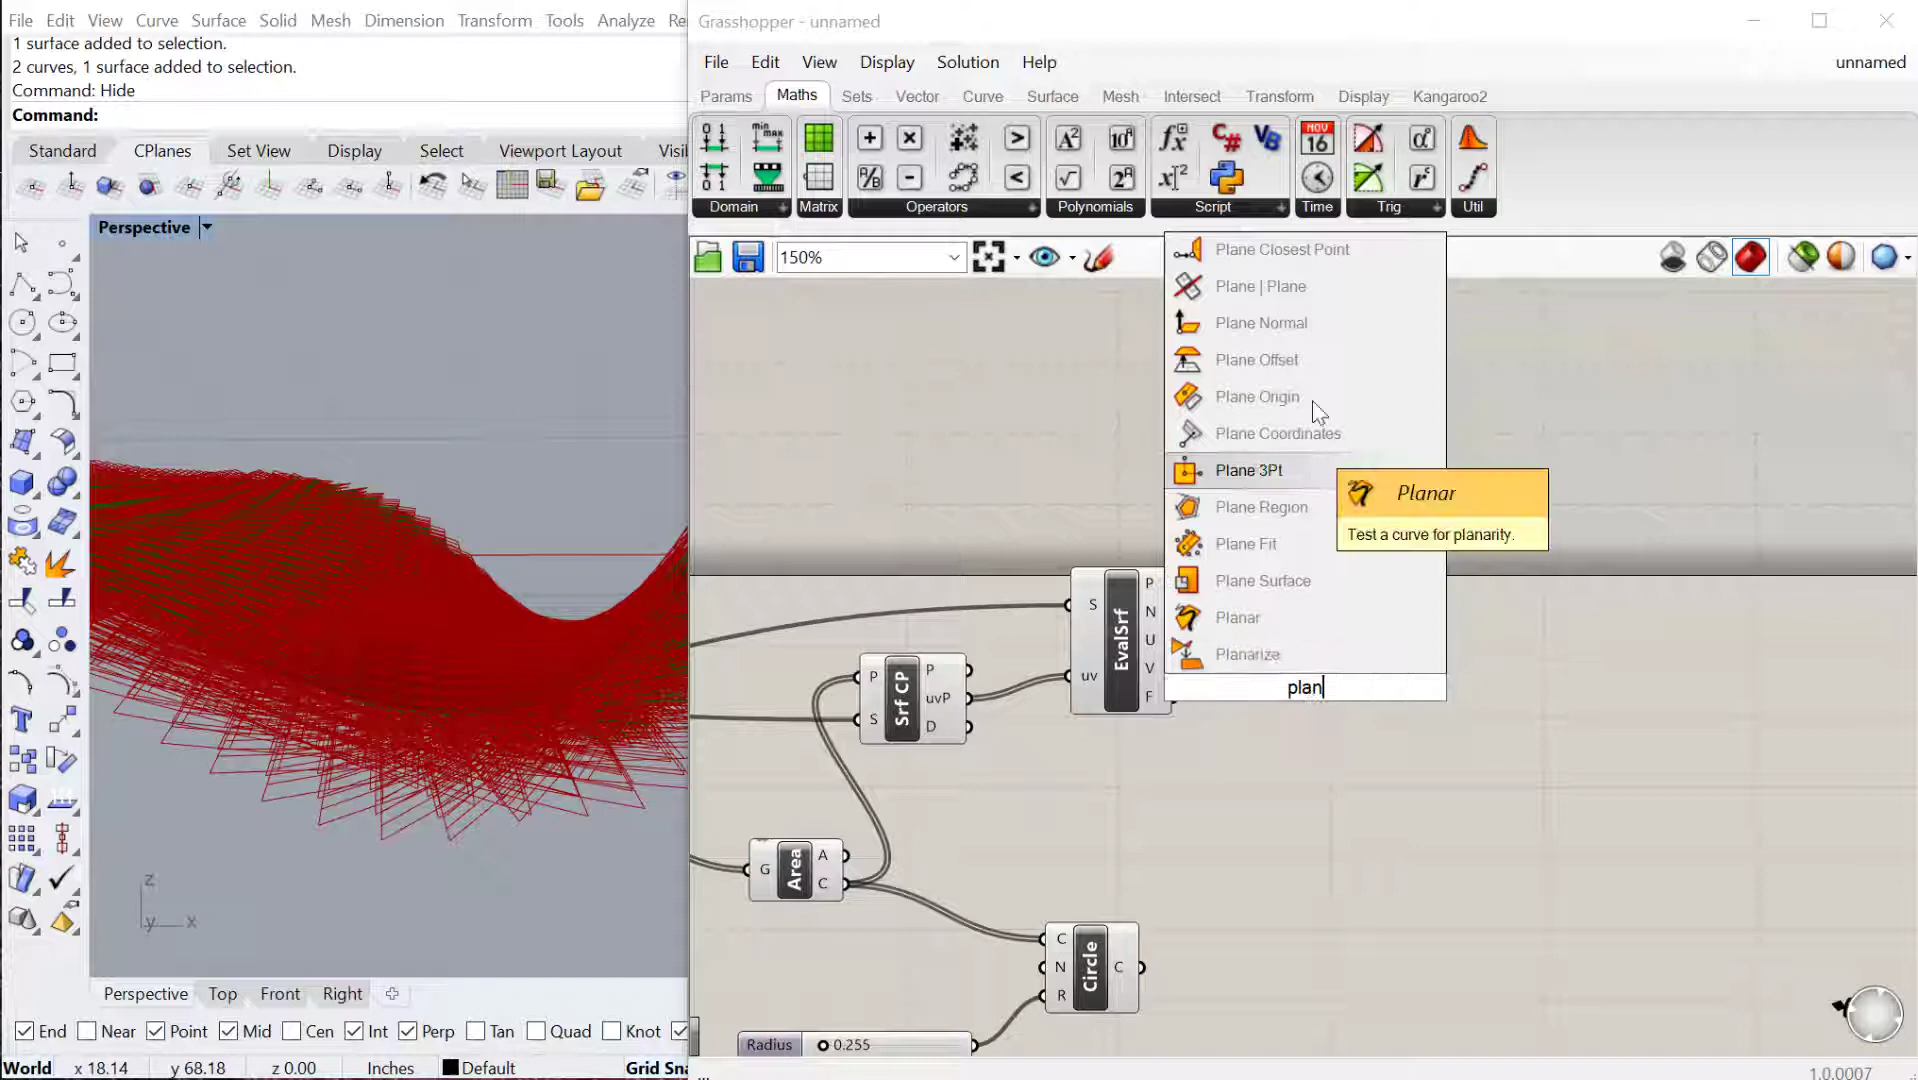 File Edit View Curve Surface Solid Mesh Dimension Transform Tools Analyze Re
1 surface added to selection.
2 curves, 1 surface added to selection.
Command: Hide
Command:
Standard CPlanes Set View Display Select Viewport Layout Visi
Perspective
z
y x
Perspective Top Front Right
End Near Point Mid Cen Int Perp Tan Quad Knot
World x 18.14 y 68.18 z 0.00 Inches Default Grid Sna
Grasshopper - unnamed
File Edit View Display Solution Help unnamed
Params Maths Sets Vector Curve Surface Mesh Intersect Transform Display Kangaroo2
Domain Matrix Operators Polynomials Script Time Trig Util
150%
Plane Closest Point
Plane | Plane
Plane Normal
Plane Offset
Plane Origin
Plane Coordinates
Plane 3Pt
Plane Region
Plane Fit
Plane Surface
Planar
Planarize
plan
Planar
Test a curve for planarity.
S uv EvalSrf P N U V F
P S Srf CP P uvP D
G Area A C
C N R Circle C
Radius 0.255
1.0.0007